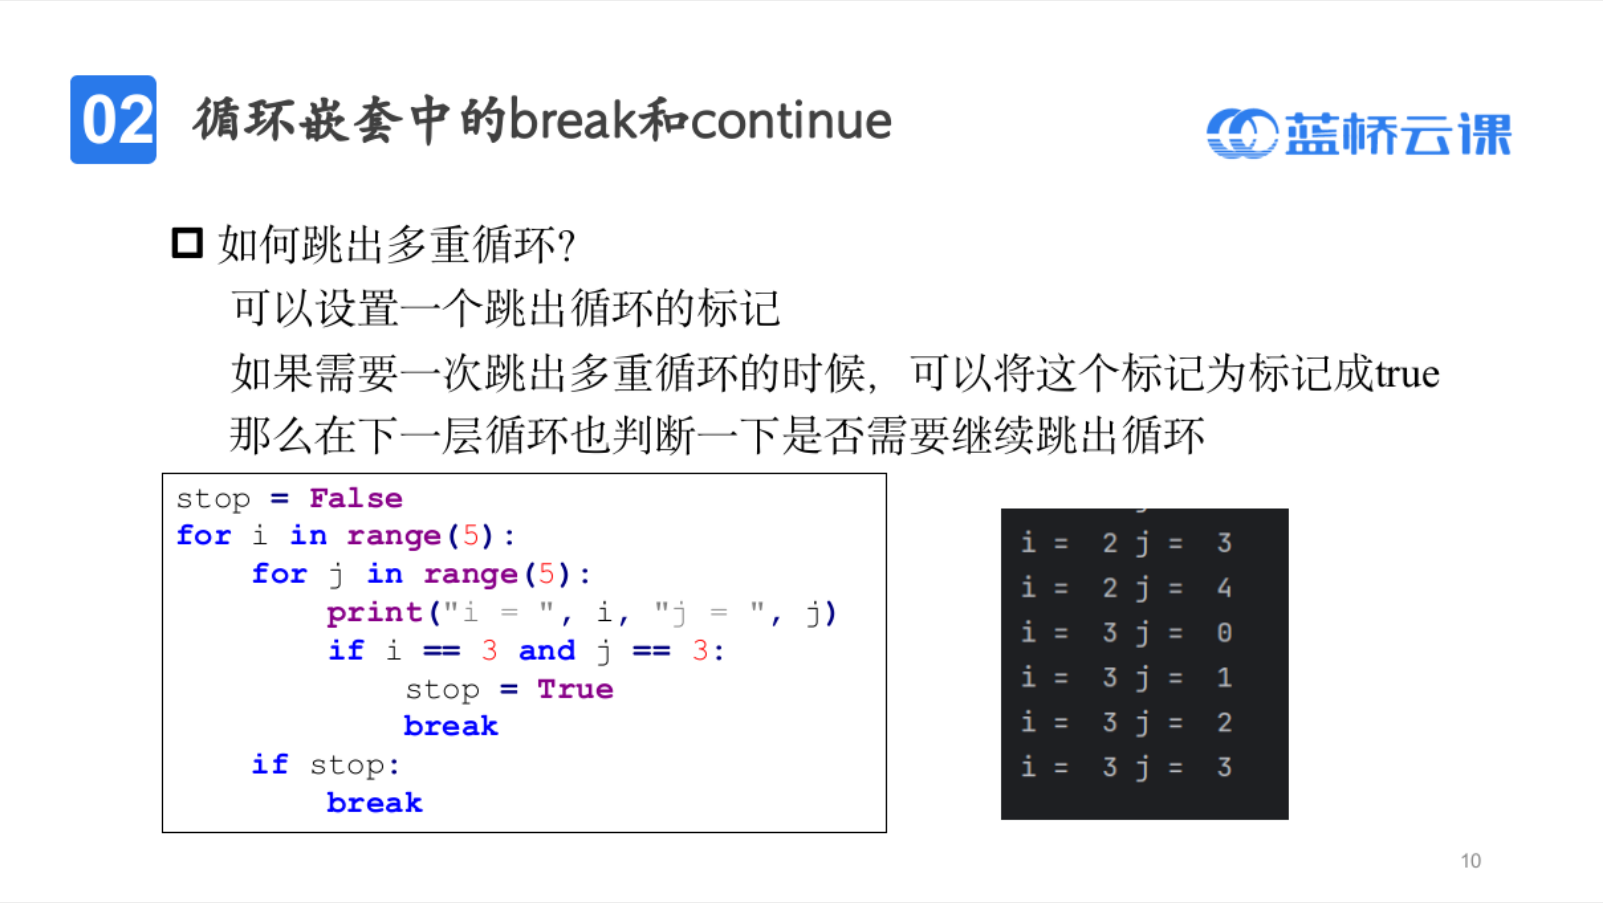 02 循环嵌套中的break和continue
蓝桥云课
如何跳出多重循环？
可以设置一个跳出循环的标记
如果需要一次跳出多重循环的时候，可以将这个标记为标记成true
那么在下一层循环也判断一下是否需要继续跳出循环
stop = False
for i in range(5):
    for j in range(5):
        print("i = ", i, "j = ", j)
        if i == 3 and j == 3:
            stop = True
            break
    if stop:
        break
i =  2 j =  3
i =  2 j =  4
i =  3 j =  0
i =  3 j =  1
i =  3 j =  2
i =  3 j =  3
10